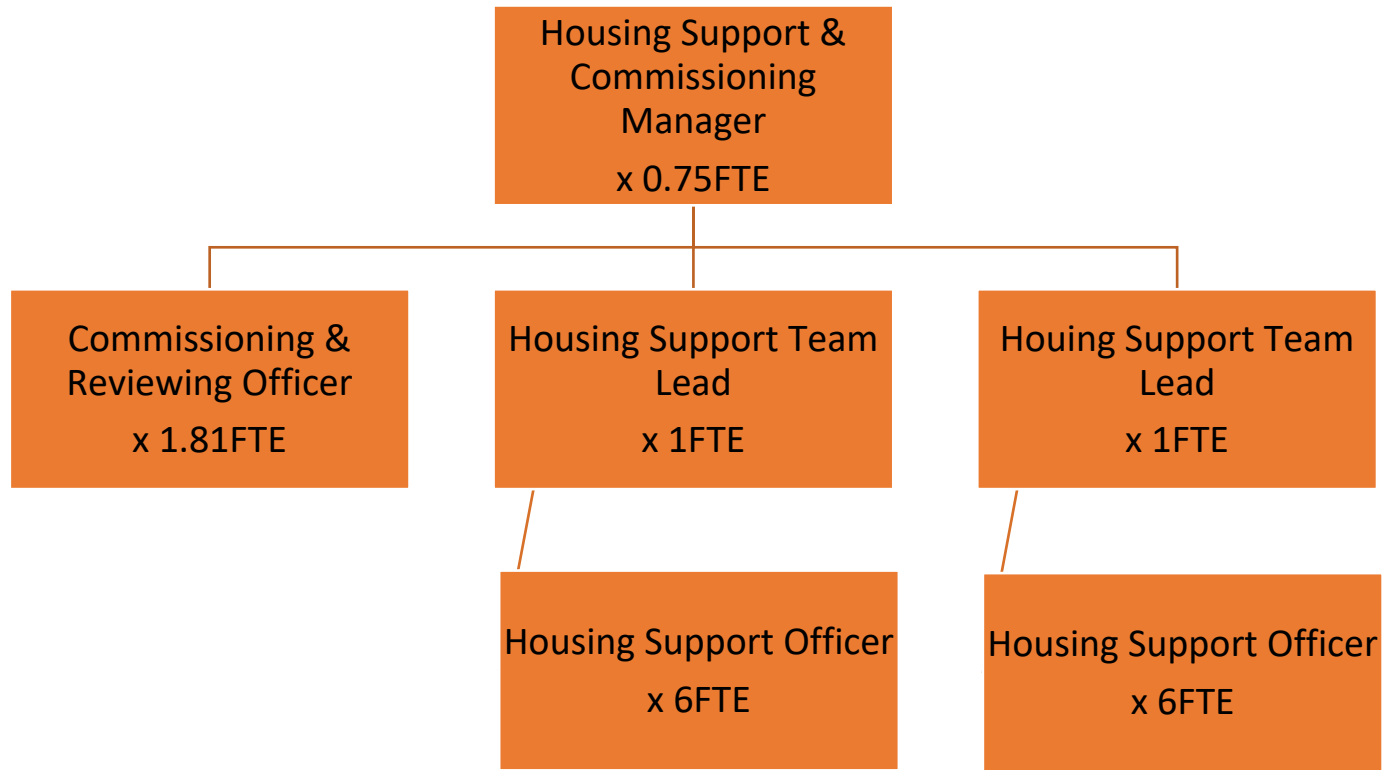 Housing Support &
Commissioning
Manager
x 0.75FTE
Commissioning &
Reviewing Officer
x 1.81FTE
Housing Support Team
Lead
x 1FTE
Houing Support Team
Lead
x 1FTE
Housing Support Officer
x 6FTE
Housing Support Officer
x 6FTE